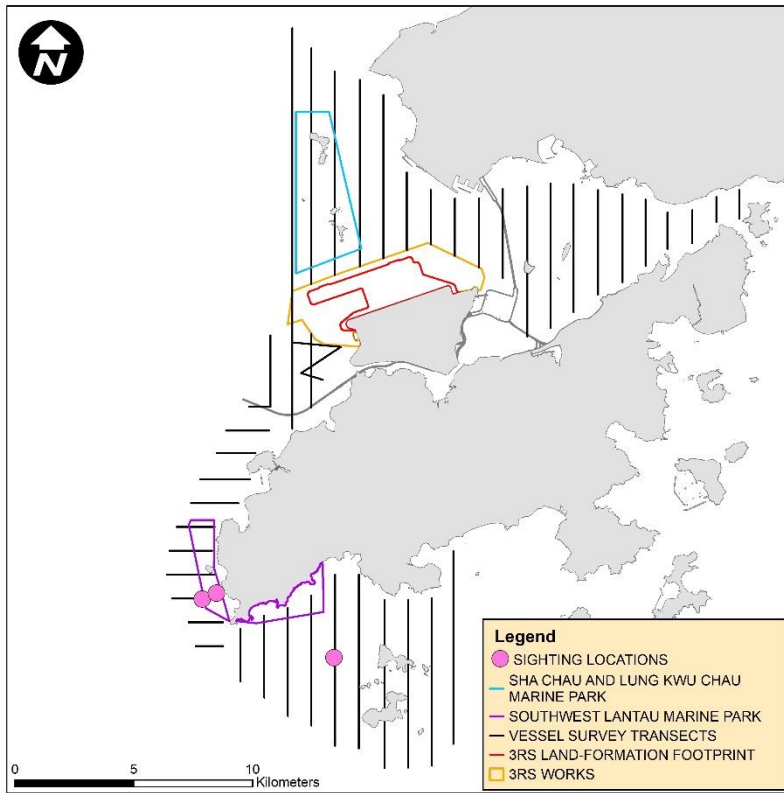 N
Legend
SIGHTING LOCATIONS
SHA CHAU AND LUNG KWU CHAU
MARINE PARK
SOUTHWEST LANTAU MARINE PARK
VESSEL SURVEY TRANSECTS
3RS LAND-FORMATION FOOTPRINT
3RS WORKS
0 5 10
Kilometers